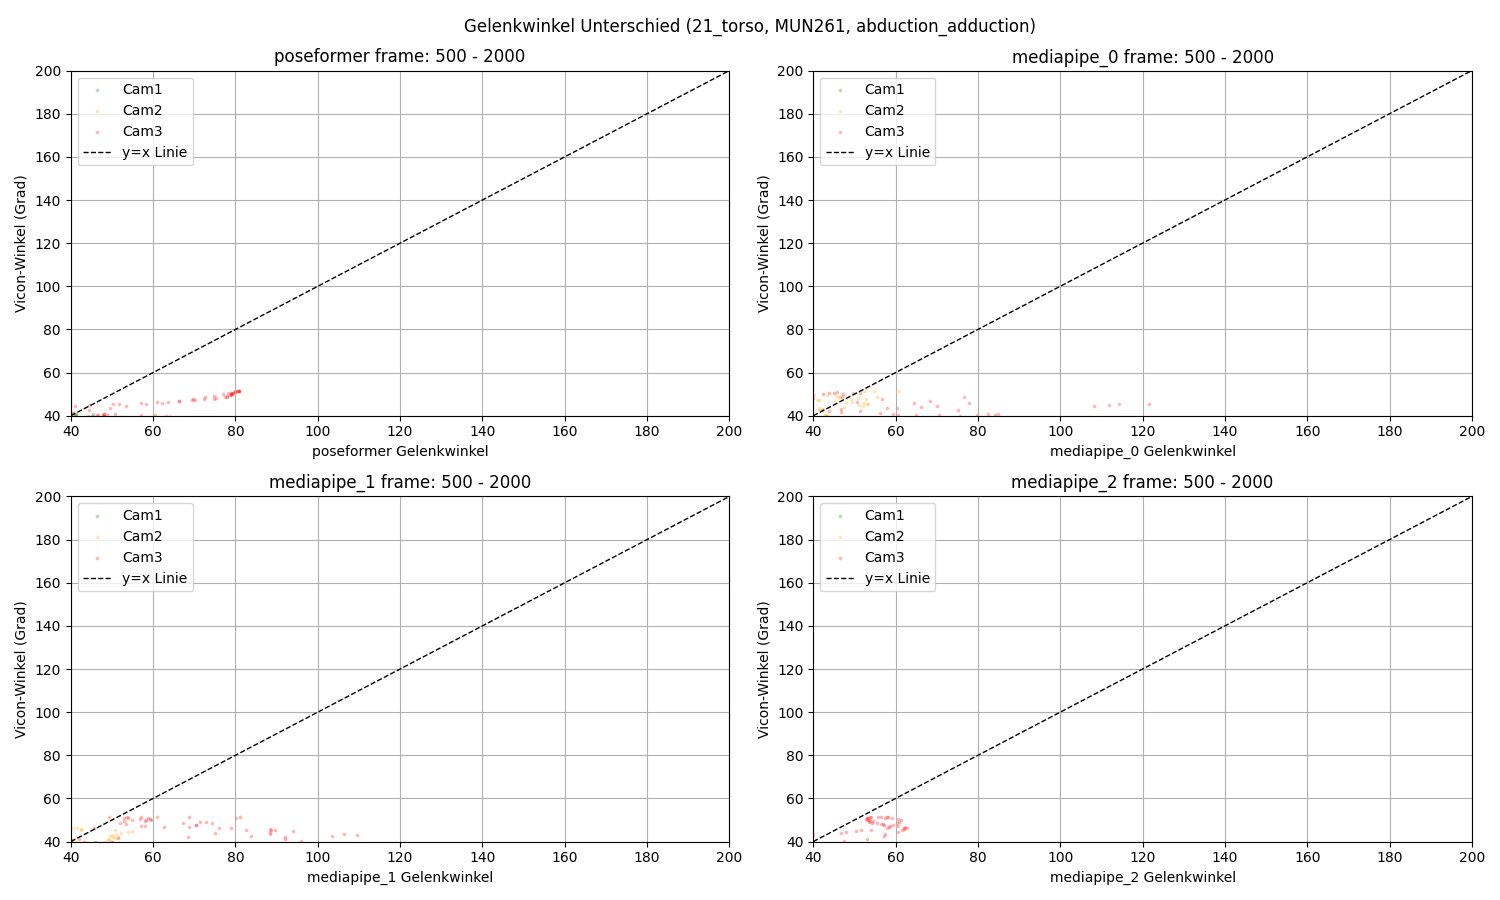 Gelenkwinkel Unterschied (21_torso, MUN261, abduction_adduction)
poseformer frame: 500 - 2000
200
180
160
140
120
100
80
60
40
Vicon-Winkel (Grad)
Cam1
Cam2
Cam3
y=x Linie
40 60 80 100 120 140 160 180 200
poseformer Gelenkwinkel
mediapipe_0 frame: 500 - 2000
200
180
160
140
120
100
80
60
40
Vicon-Winkel (Grad)
Cam1
Cam2
Cam3
y=x Linie
40 60 80 100 120 140 160 180 200
mediapipe_0 Gelenkwinkel
mediapipe_1 frame: 500 - 2000
200
180
160
140
120
100
80
60
40
Vicon-Winkel (Grad)
Cam1
Cam2
Cam3
y=x Linie
40 60 80 100 120 140 160 180 200
mediapipe_1 Gelenkwinkel
mediapipe_2 frame: 500 - 2000
200
180
160
140
120
100
80
60
40
Vicon-Winkel (Grad)
Cam1
Cam2
Cam3
y=x Linie
40 60 80 100 120 140 160 180 200
mediapipe_2 Gelenkwinkel